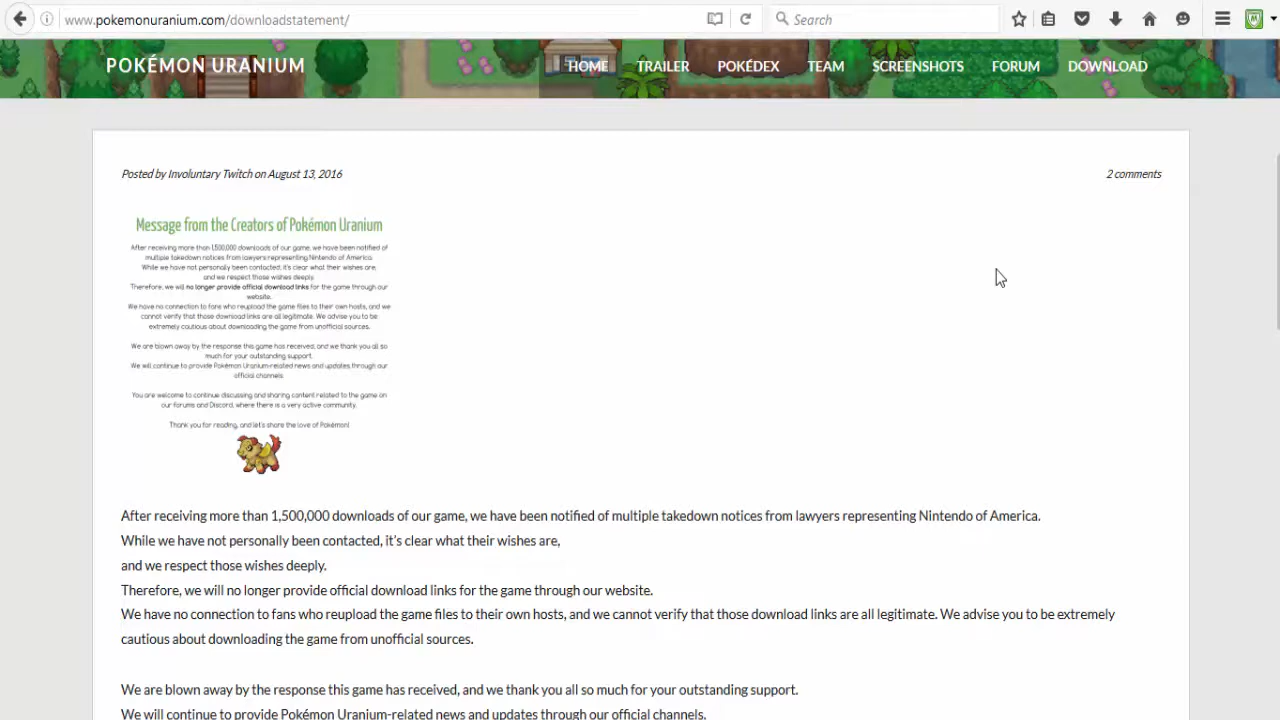 www.pokemonuranium.com/downloadstatement/
Search
POKÉMON URANIUM
HOME TRAILER POKÉDEX TEAM SCREENSHOTS FORUM DOWNLOAD
Posted by Involuntary Twitch on August 13, 2016
2 comments
Message from the Creators of Pokémon Uranium
After receiving more than 1,500,000 downloads of our game, we have been notified of
multiple takedown notices from lawyers representing Nintendo of America.
While we have not personally been contacted, it's clear what their wishes are,
and we respect those wishes deeply.
Therefore, we will no longer provide official download links for the game through our
website.
We have no connection to fans who reupload the game files to their own hosts, and we
cannot verify that those download links are all legitimate. We advise you to be
extremely cautious about downloading the game from unofficial sources.
We are blown away by the response this game has received, and we thank you all so
much for your outstanding support.
We will continue to provide Pokémon Uranium-related news and updates through our
official channels.
You are welcome to continue discussing and sharing content related to the game on
our forums and Discord, where there is a very active community.
Thank you for reading, and let's share the love of Pokémon!
After receiving more than 1,500,000 downloads of our game, we have been notified of multiple takedown notices from lawyers representing Nintendo of America.
While we have not personally been contacted, it's clear what their wishes are,
and we respect those wishes deeply.
Therefore, we will no longer provide official download links for the game through our website.
We have no connection to fans who reupload the game files to their own hosts, and we cannot verify that those download links are all legitimate. We advise you to be extremely
cautious about downloading the game from unofficial sources.
We are blown away by the response this game has received, and we thank you all so much for your outstanding support.
We will continue to provide Pokémon Uranium-related news and updates through our official channels.